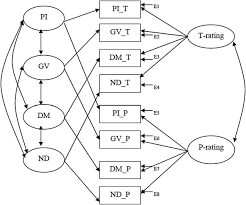 PI
GV
DM
ND
PI_T
GV_T
DM_T
ND_T
PI_P
GV_P
DM_P
ND_P
E1
E2
E3
E4
E5
E6
E7
E8
T-rating
P-rating